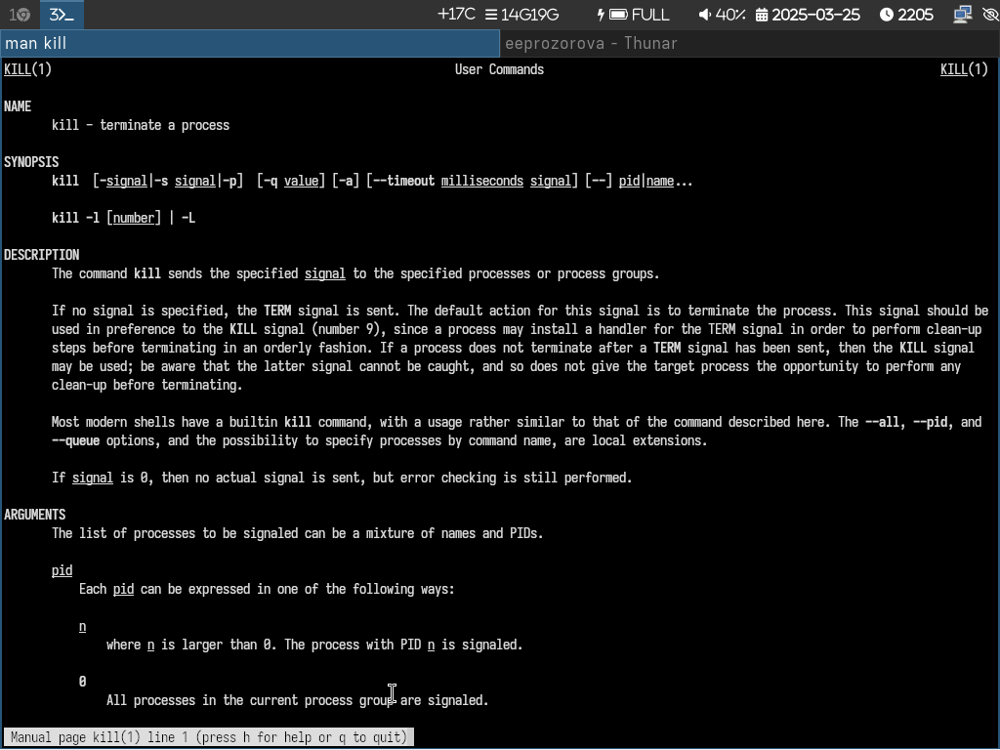 1 3 +17C 14G19G FULL 40% 2025-03-25 2205
man kill eeprozorova - Thunar
KILL(1) User Commands KILL(1)
NAME
kill - terminate a process
SYNOPSIS
kill [-signal|-s signal|-p] [-q value] [-a] [--timeout milliseconds signal] [--] pid|name...
kill -l [number] | -L
DESCRIPTION
The command kill sends the specified signal to the specified processes or process groups.
If no signal is specified, the TERM signal is sent. The default action for this signal is to terminate the process. This signal should be
used in preference to the KILL signal (number 9), since a process may install a handler for the TERM signal in order to perform clean-up
steps before terminating in an orderly fashion. If a process does not terminate after a TERM signal has been sent, then the KILL signal
may be used; be aware that the latter signal cannot be caught, and so does not give the target process the opportunity to perform any
clean-up before terminating.
Most modern shells have a builtin kill command, with a usage rather similar to that of the command described here. The --all, --pid, and
--queue options, and the possibility to specify processes by command name, are local extensions.
If signal is 0, then no actual signal is sent, but error checking is still performed.
ARGUMENTS
The list of processes to be signaled can be a mixture of names and PIDs.
pid
Each pid can be expressed in one of the following ways:
n
where n is larger than 0. The process with PID n is signaled.
0
All processes in the current process group are signaled.
Manual page kill(1) line 1 (press h for help or q to quit)